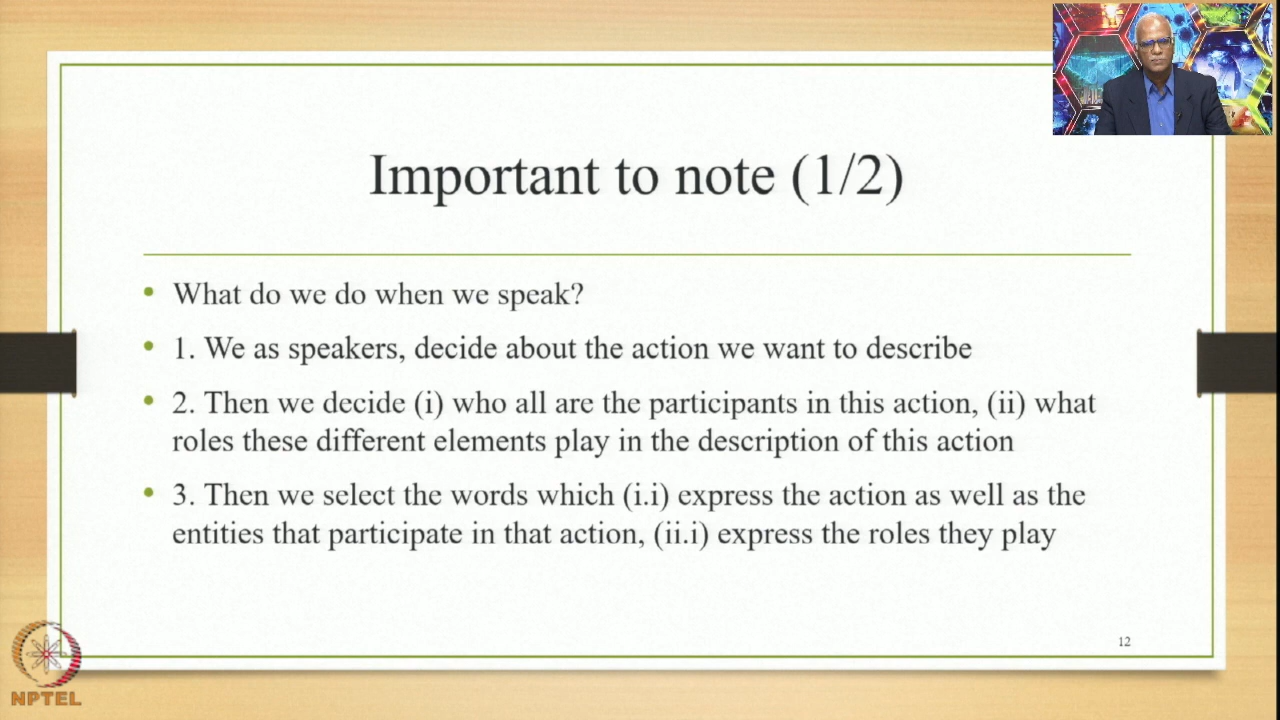 Important to note (1/2)
• What do we do when we speak?
• 1. We as speakers, decide about the action we want to describe
• 2. Then we decide (i) who all are the participants in this action, (ii) what
roles these different elements play in the description of this action
• 3. Then we select the words which (i.i) express the action as well as the
entities that participate in that action, (ii.i) express the roles they play
12
NPTEL